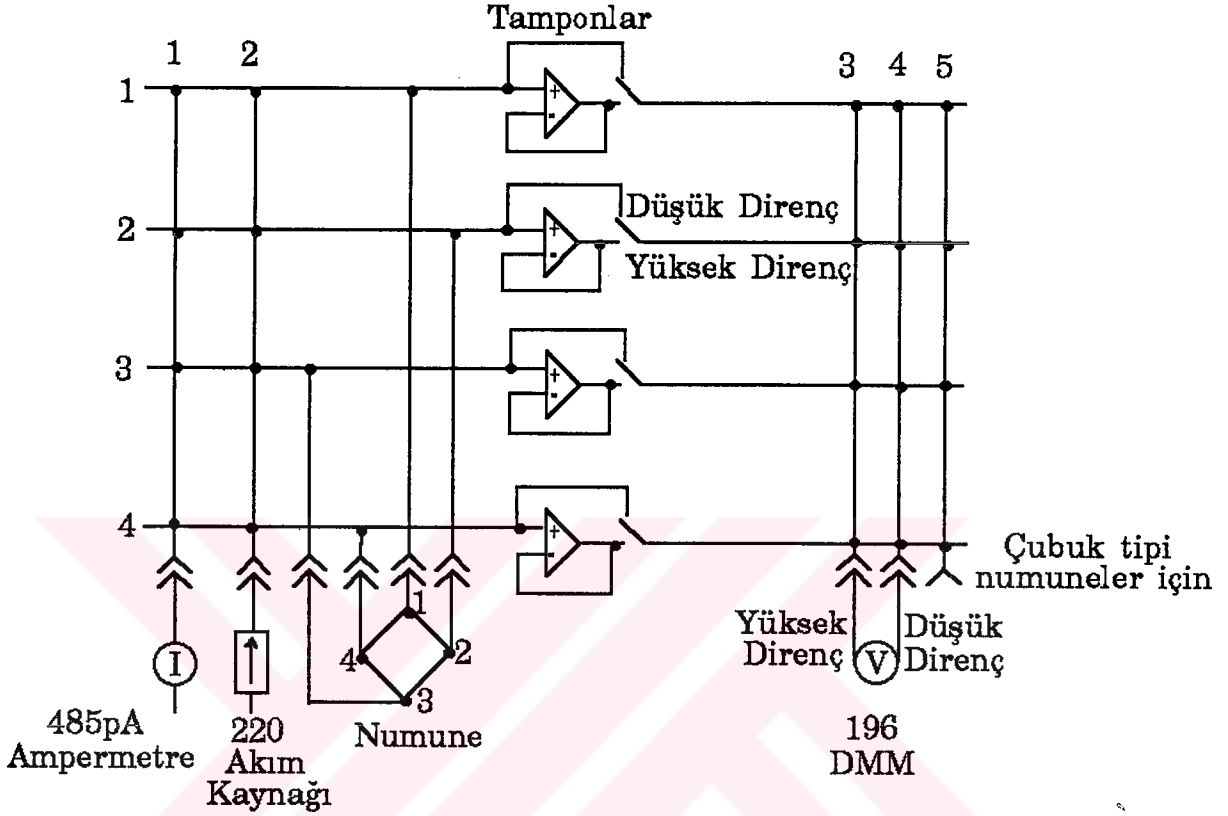 Tamponlar
1 2
3 4 5
1
+
-
2
+
-
Düşük Direnç
Yüksek Direnç
3
+
-
4
+
-
Çubuk tipi
numuneler için
1
4 2
3
Yüksek
Direnç
V
Düşük
Direnç
I
485pA
Ampermetre
220
Akım
Kaynağı
Numune
196
DMM